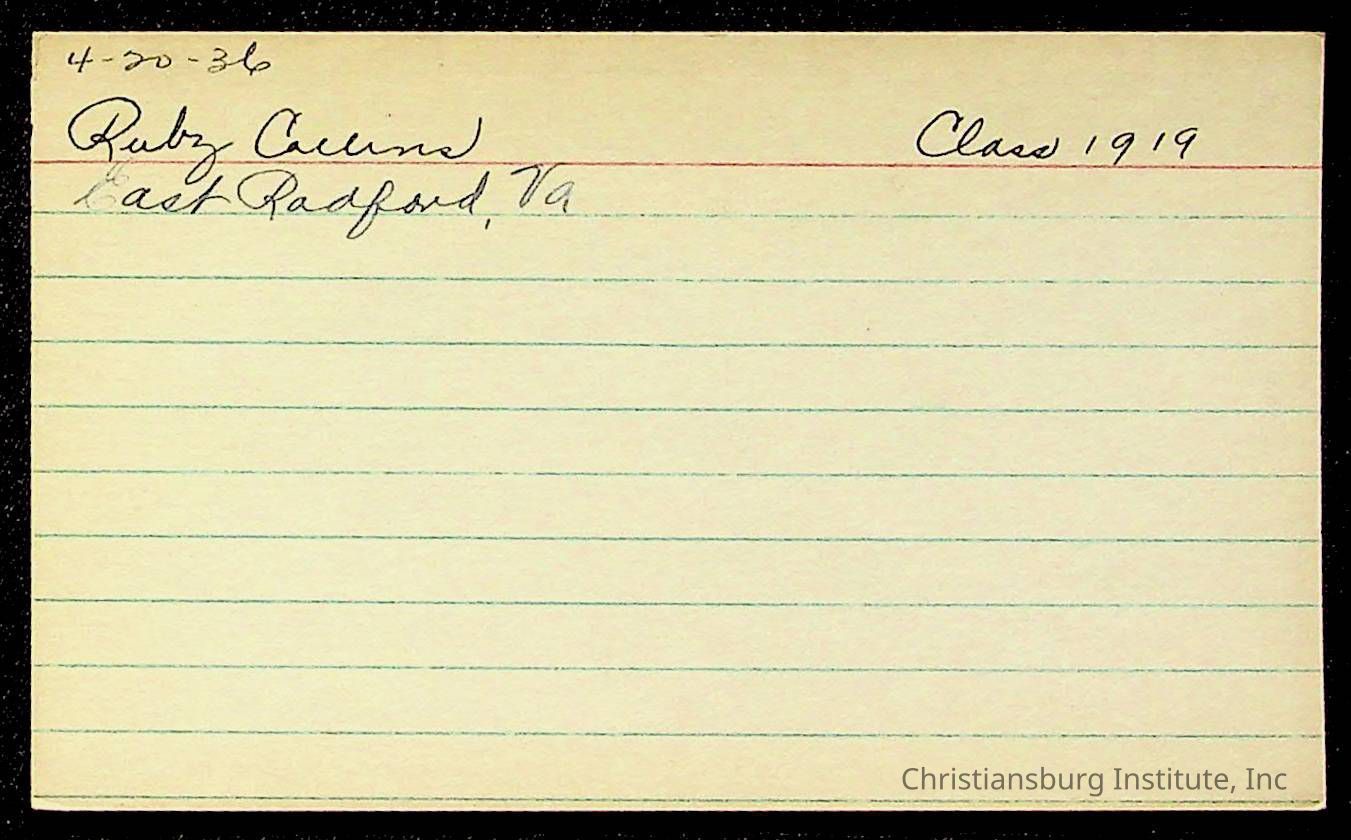 4-20-36
Ruby Collins Class 1919
East Radford, Va
Christiansburg Institute, Inc